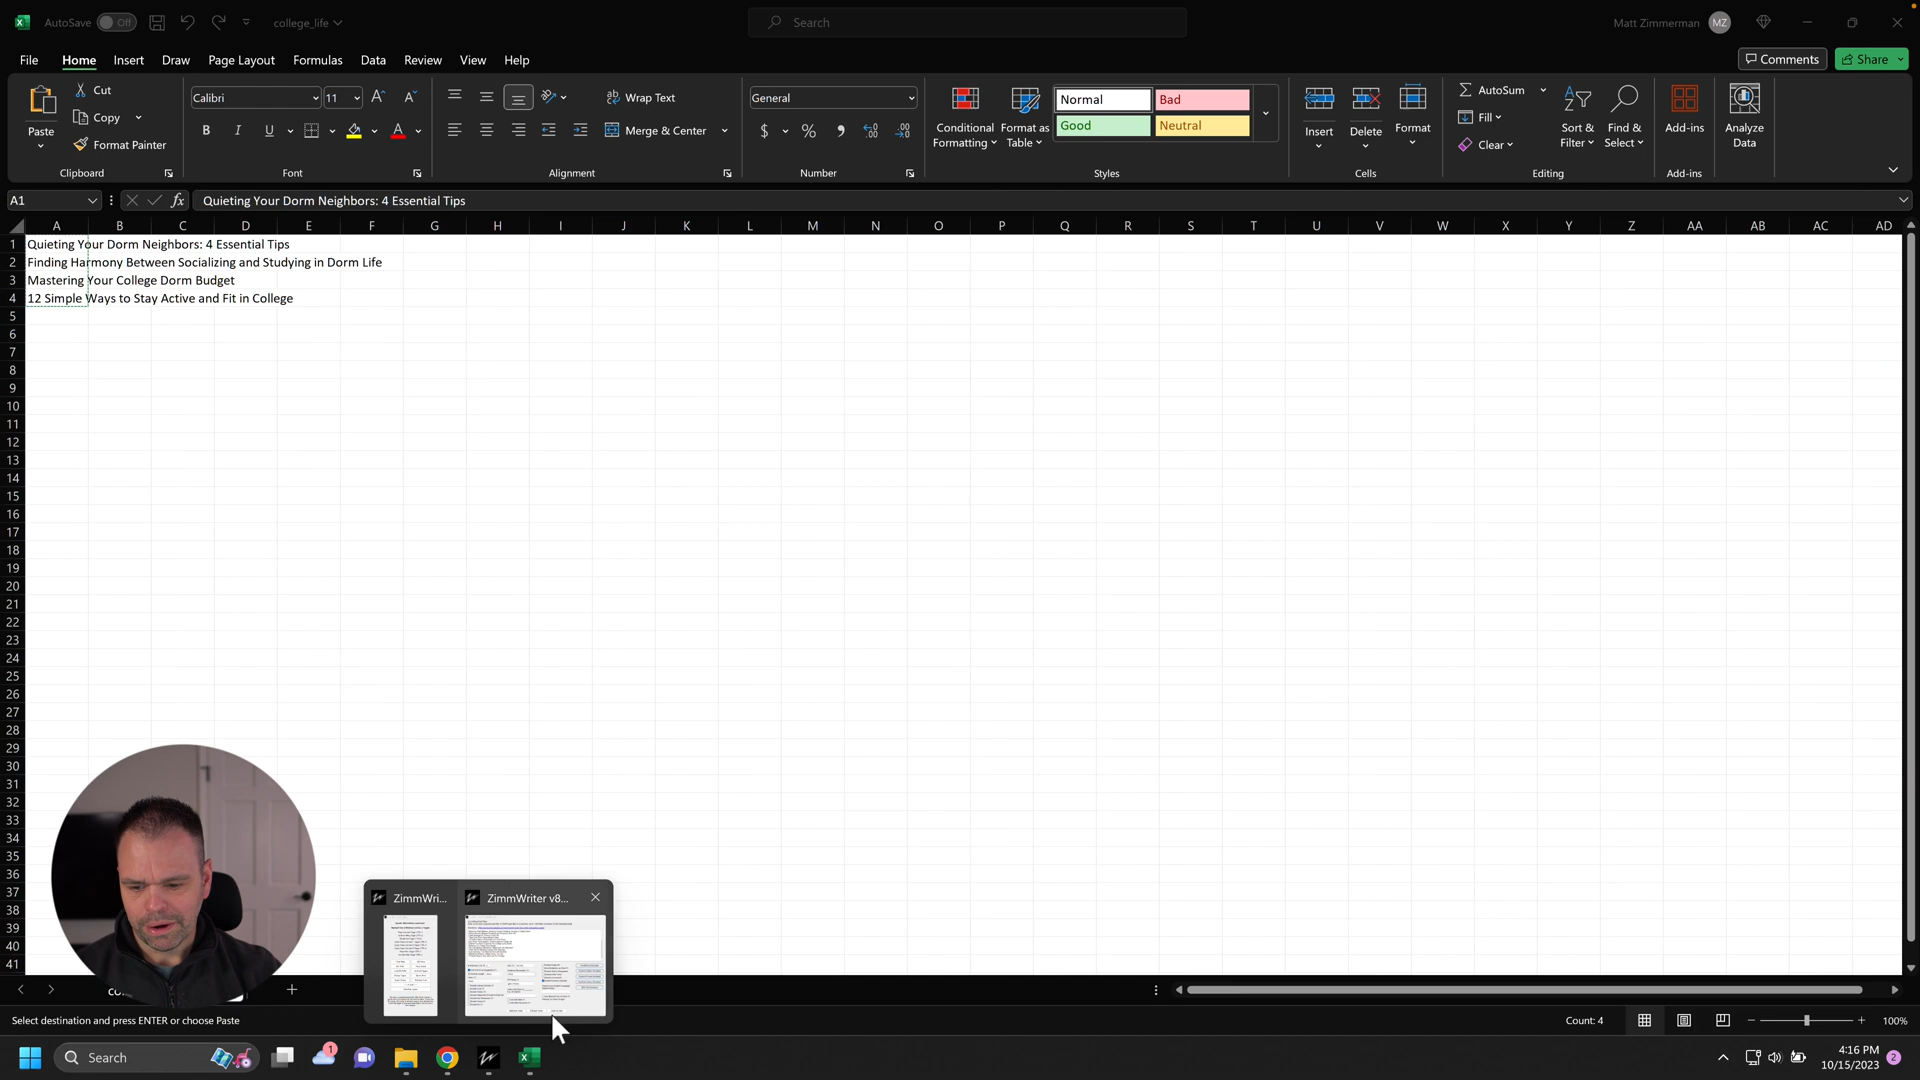 AutoSave Off college_life Search Matt Zimmerman MZ
File Home Insert Draw Page Layout Formulas Data Review View Help Comments Share
Paste Cut Copy Format Painter
Clipboard
Calibri 11
B I U A
Font
Wrap Text
Merge & Center
Alignment
General
$ %
Number
Conditional Formatting Format as Table
Normal Bad
Good Neutral
Styles
Insert Delete Format
Cells
AutoSum
Fill
Clear
Sort & Filter Find & Select
Editing
Add-ins
Add-ins
Analyze Data
A1 fx Quieting Your Dorm Neighbors: 4 Essential Tips
A B C D E F G H I J K L M N O P Q R S T U V W X Y Z AA AB AC AD
1 Quieting Your Dorm Neighbors: 4 Essential Tips
2 Finding Harmony Between Socializing and Studying in Dorm Life
3 Mastering Your College Dorm Budget
4 12 Simple Ways to Stay Active and Fit in College
5
6
7
8
9
10
11
12
13
14
15
16
17
18
19
20
21
22
23
24
25
26
27
28
29
30
31
32
33
34
35
36
37
38
39
40
41
ZimmWri... ZimmWriter v8...
Select destination and press ENTER or choose Paste Count: 4 100%
Search 1 4:16 PM
10/15/2023 2